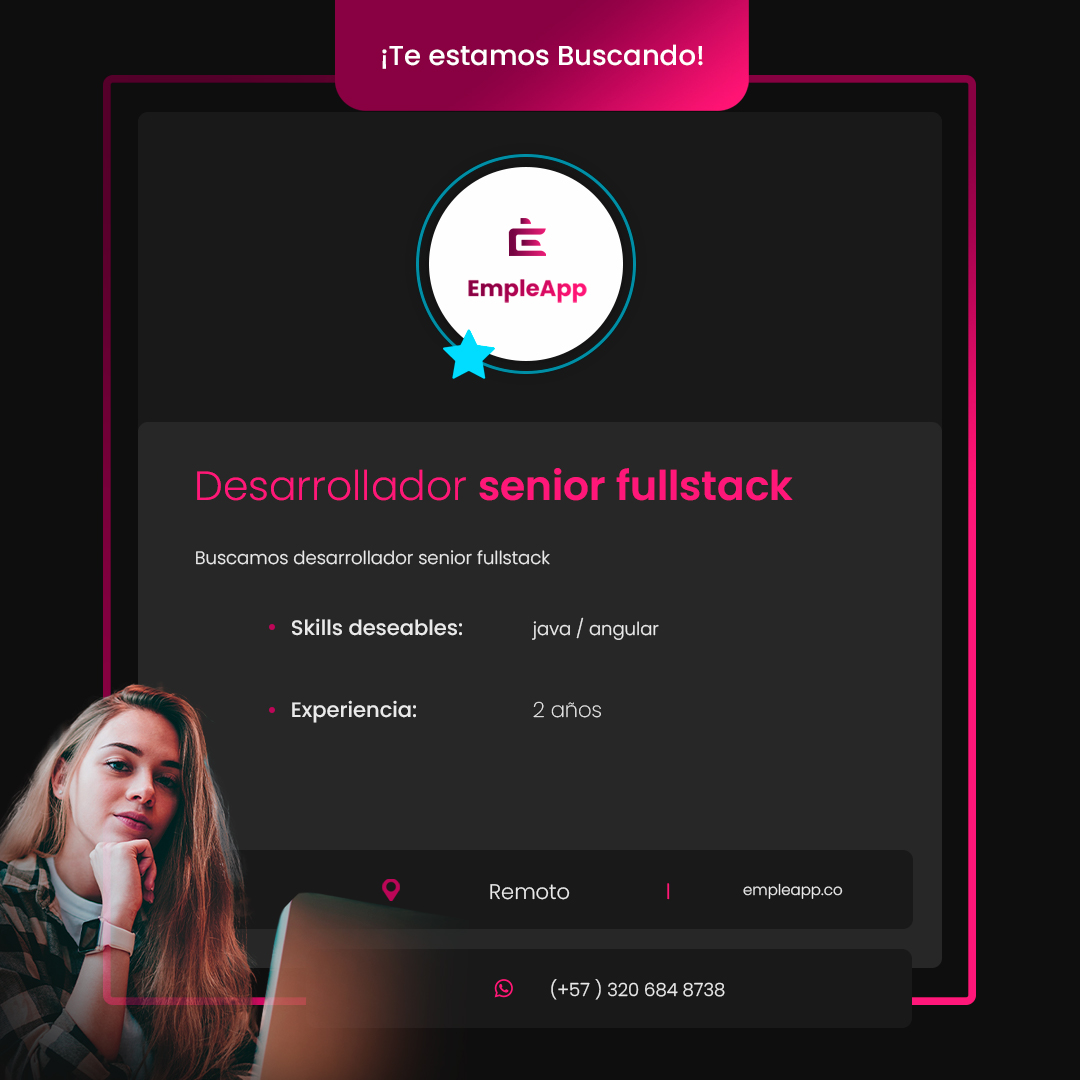 ¡Te estamos Buscando!
EmpleApp
Desarrollador senior fullstack
Buscamos desarrollador senior fullstack
• Skills deseables: java / angular
• Experiencia: 2 años
Remoto | empleapp.co
(+57 ) 320 684 8738